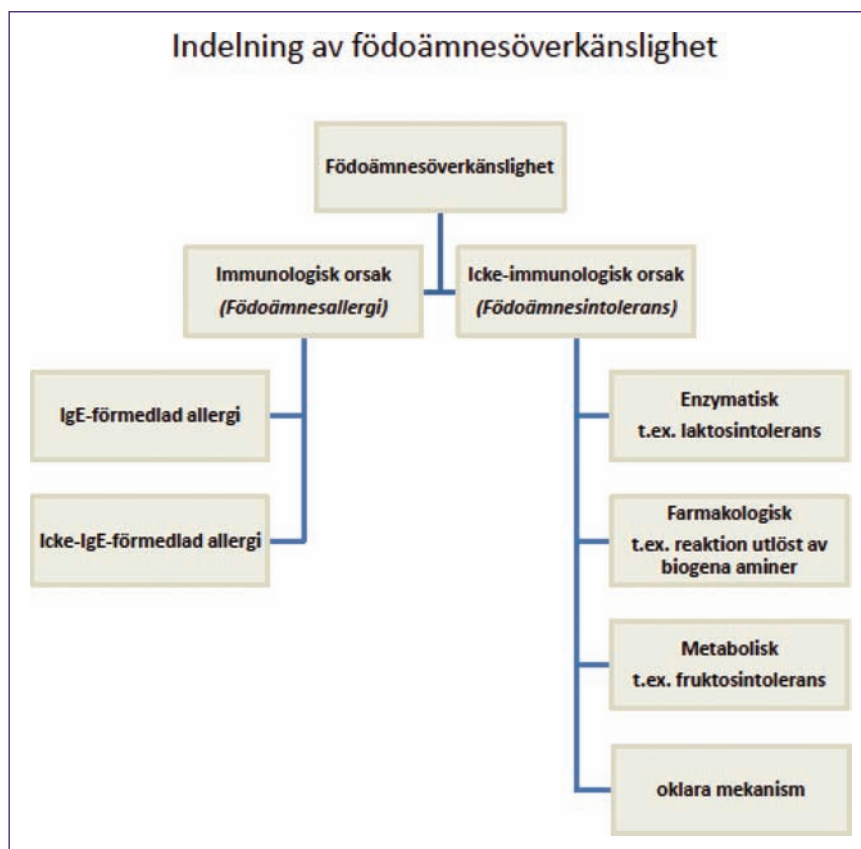 Indelning av födoämnesöverkänslighet
Födoämnesöverkänslighet
Immunologisk orsak
(Födoämnesallergi)
Icke-immunologisk orsak
(Födoämnesintolerans)
IgE-förmedlad allergi
Icke-IgE-förmedlad allergi
Enzymatisk
t.ex. laktosintolerans
Farmakologisk
t.ex. reaktion utlöst av
biogena aminer
Metabolisk
t.ex. fruktosintolerans
oklara mekanism